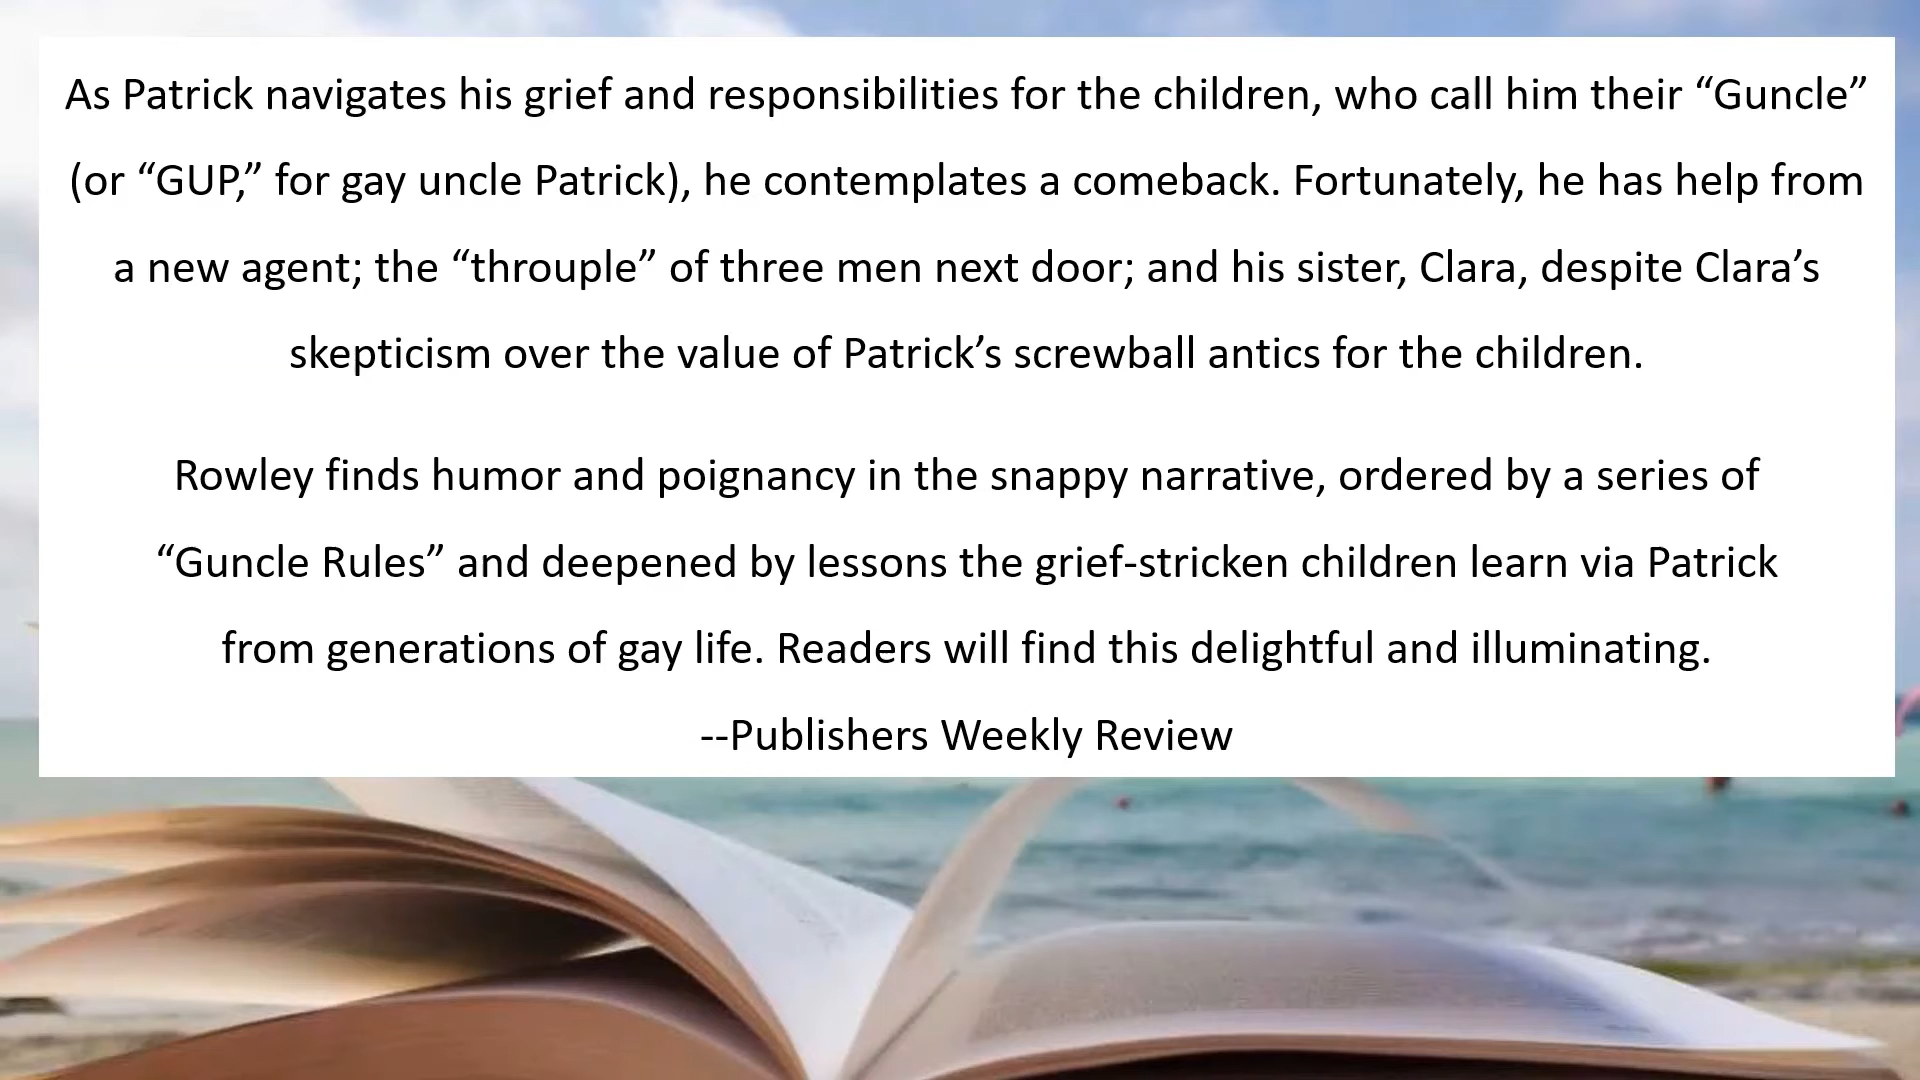 As Patrick navigates his grief and responsibilities for the children, who call him their “Guncle”
(or “GUP,” for gay uncle Patrick), he contemplates a comeback. Fortunately, he has help from
a new agent; the “throuple” of three men next door; and his sister, Clara, despite Clara’s
skepticism over the value of Patrick’s screwball antics for the children.
Rowley finds humor and poignancy in the snappy narrative, ordered by a series of
“Guncle Rules” and deepened by lessons the grief-stricken children learn via Patrick
from generations of gay life. Readers will find this delightful and illuminating.
--Publishers Weekly Review